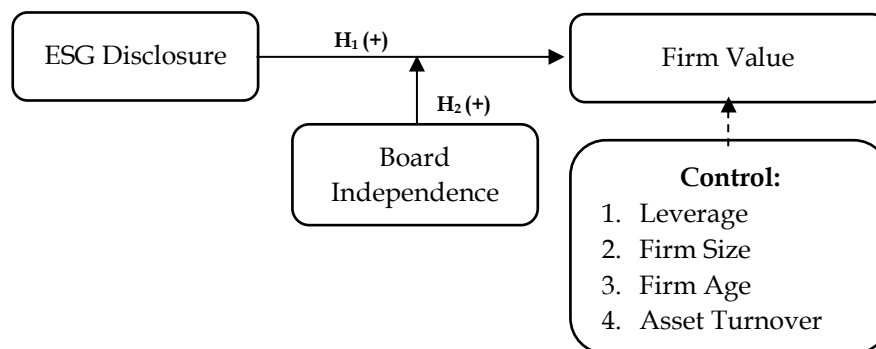 ESG Disclosure
H₁ (+)
Firm Value
H₂ (+)
Board
Independence
Control:
1. Leverage
2. Firm Size
3. Firm Age
4. Asset Turnover